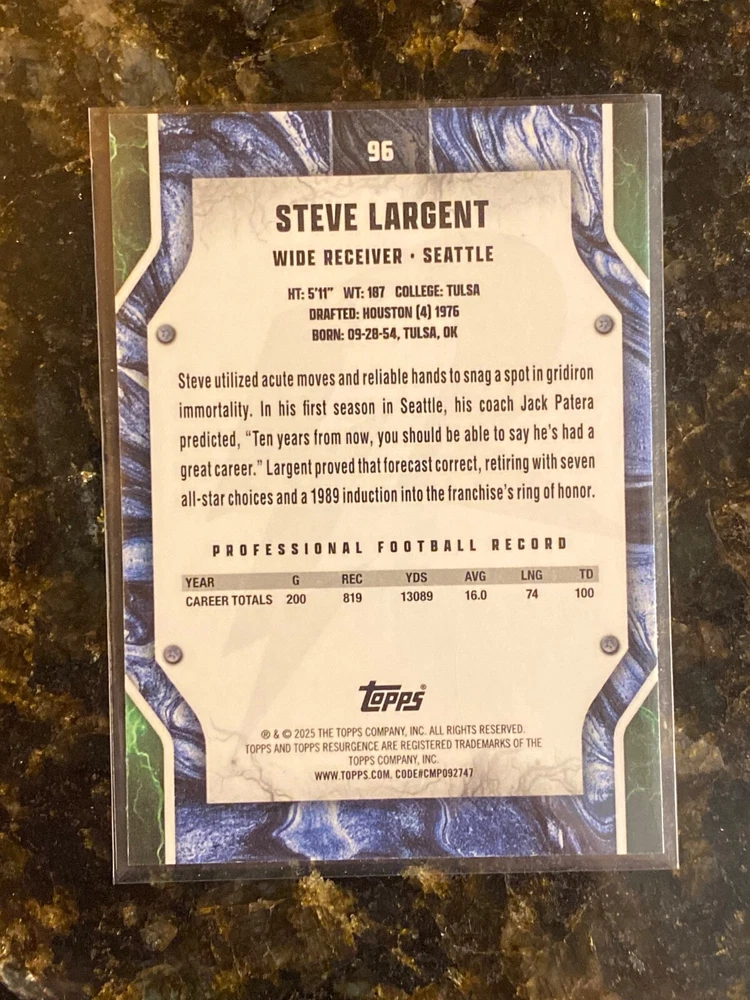 96
STEVE LARGENT
WIDE RECEIVER • SEATTLE
HT: 5'11" WT: 187 COLLEGE: TULSA
DRAFTED: HOUSTON (4) 1976
BORN: 09-28-54, TULSA, OK
Steve utilized acute moves and reliable hands to snag a spot in gridiron
immortality. In his first season in Seattle, his coach Jack Patera
predicted, "Ten years from now, you should be able to say he's had a
great career." Largent proved that forecast correct, retiring with seven
all-star choices and a 1989 induction into the franchise's ring of honor.
PROFESSIONAL FOOTBALL RECORD
YEAR G REC YDS AVG LNG TD
CAREER TOTALS 200 819 13089 16.0 74 100
topps®
® & © 2025 THE TOPPS COMPANY, INC. ALL RIGHTS RESERVED.
TOPPS AND TOPPS RESURGENCE ARE REGISTERED TRADEMARKS OF THE
TOPPS COMPANY, INC.
WWW.TOPPS.COM. CODE#CMP092747